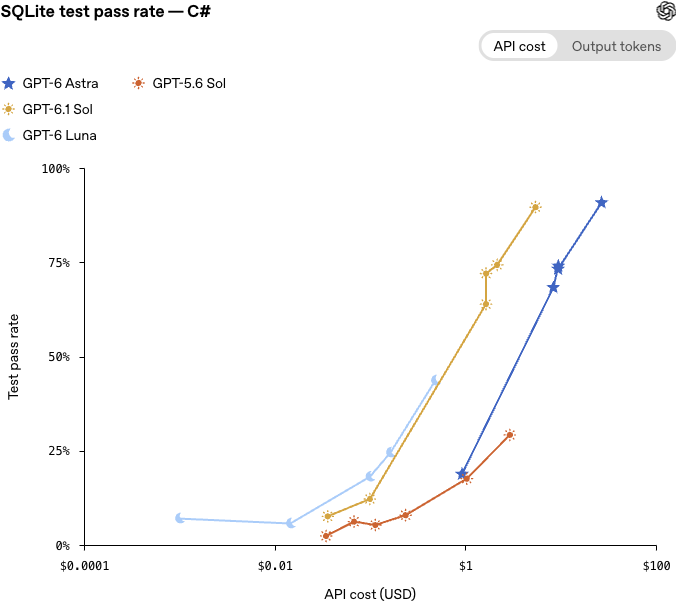 SQLite test pass rate — C#
API cost
Output tokens
GPT-6 Astra
GPT-5.6 Sol
GPT-6.1 Sol
GPT-6 Luna
100%
75%
50%
25%
0%
Test pass rate
$0.0001
$0.01
$1
$100
API cost (USD)